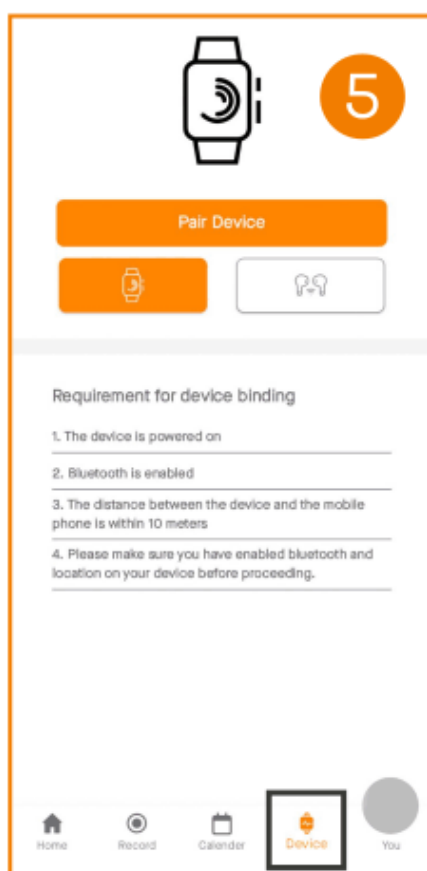 5
Pair Device
Requirement for device binding
1. The device is powered on
2. Bluetooth is enabled
3. The distance between the device and the mobile
phone is within 10 meters
4. Please make sure you have enabled bluetooth and
location on your device before proceeding.
Home Record Calender Device You